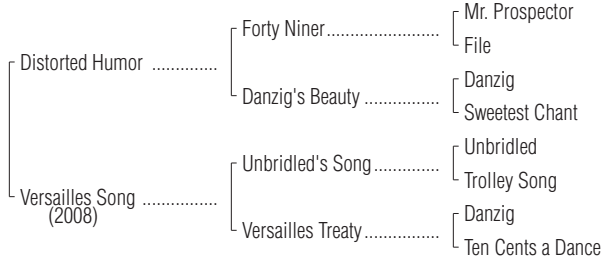 Mr. Prospector
Forty Niner......................
File
Distorted Humor ...............
Danzig
Danzig's Beauty ...............
Sweetest Chant
Unbridled
Unbridled's Song.............
Trolley Song
Versailles Song ................
(2008)
Danzig
Versailles Treaty...............
Ten Cents a Dance